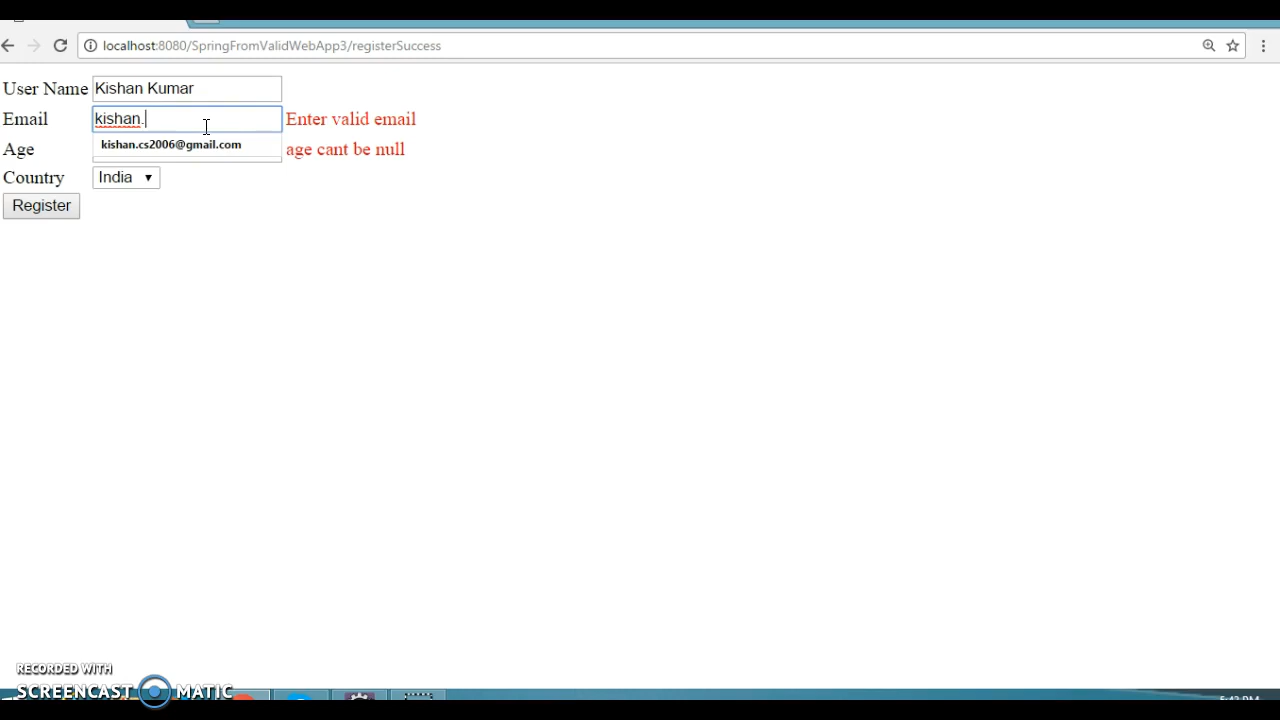 localhost:8080/SpringFromValidWebApp3/registerSuccess
User Name Kishan Kumar
Email kishan. Enter valid email
kishan.cs2006@gmail.com
Age age cant be null
Country India
Register
RECORDED WITH
SCREENCAST MATIC